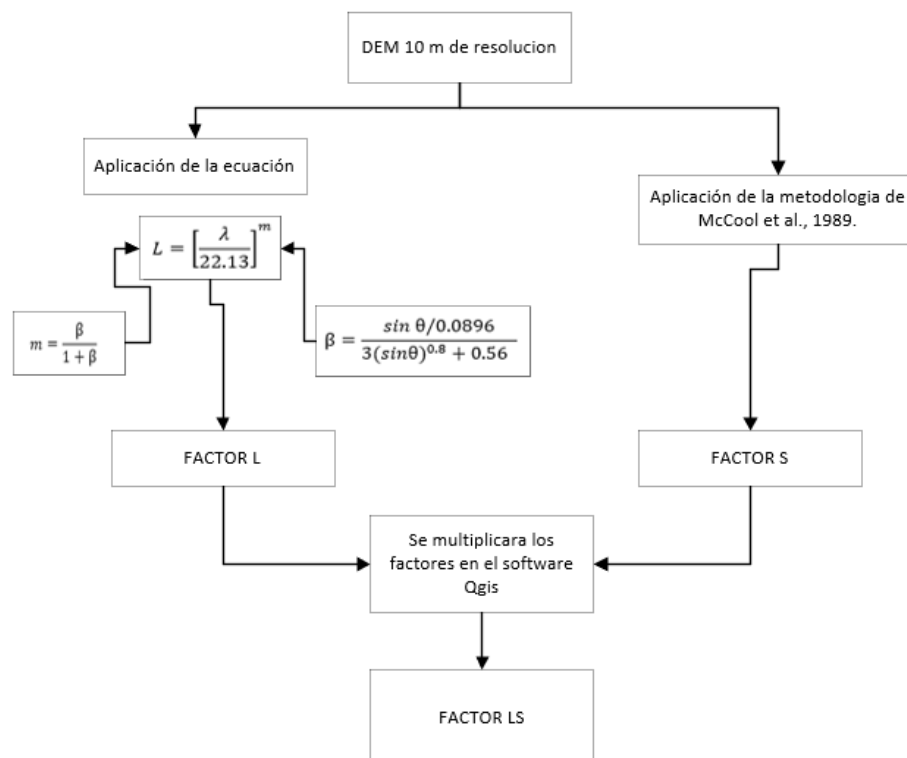 DEM 10 m de resolucion
Aplicación de la ecuación
Aplicación de la metodologia de
McCool et al., 1989.
L = [λ/22.13]^m
m = β/(1 + β)
β = (sin θ/0.0896)/(3(sinθ)^0.8 + 0.56)
FACTOR L
FACTOR S
Se multiplicara los
factores en el software
Qgis
FACTOR LS